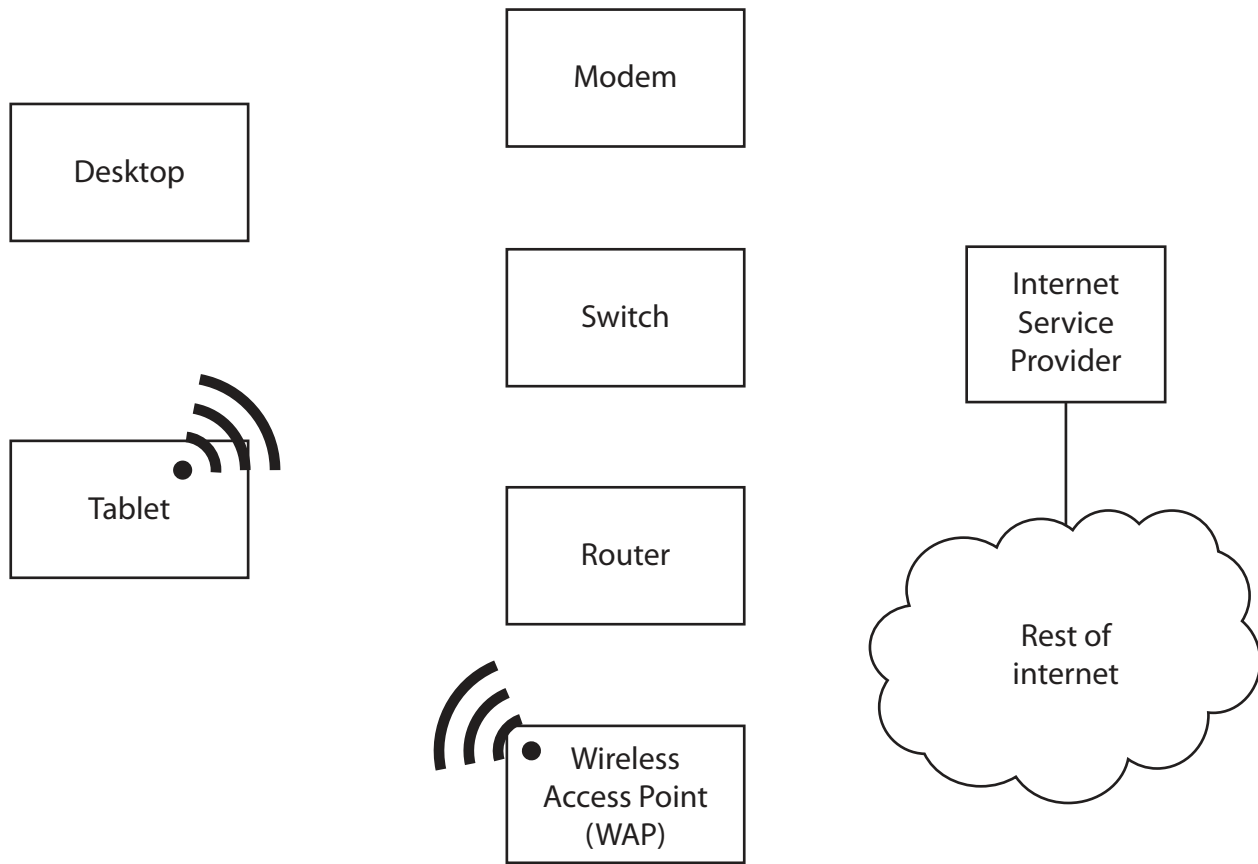 Modem
Desktop
Switch
Internet
Service
Provider
Tablet
Router
Rest of
internet
Wireless
Access Point
(WAP)